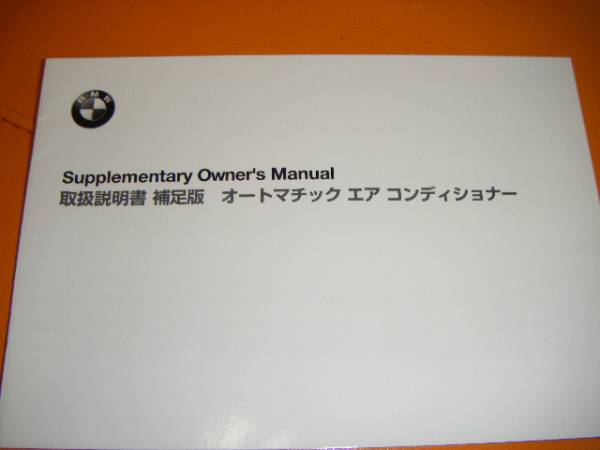 BMW
Supplementary Owner's Manual
取扱説明書 補足版 オートマチック エア コンディショナー